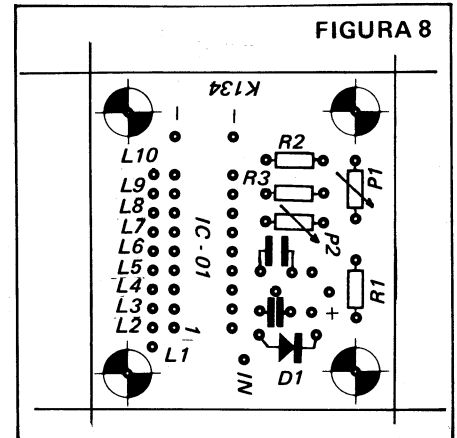 FIGURA 8
K134
L10
L9
L8
L7
L6
L5
L4
L3
L2
L1
IC-01
1
R2
R3
P1
P2
R1
+
D1
IN